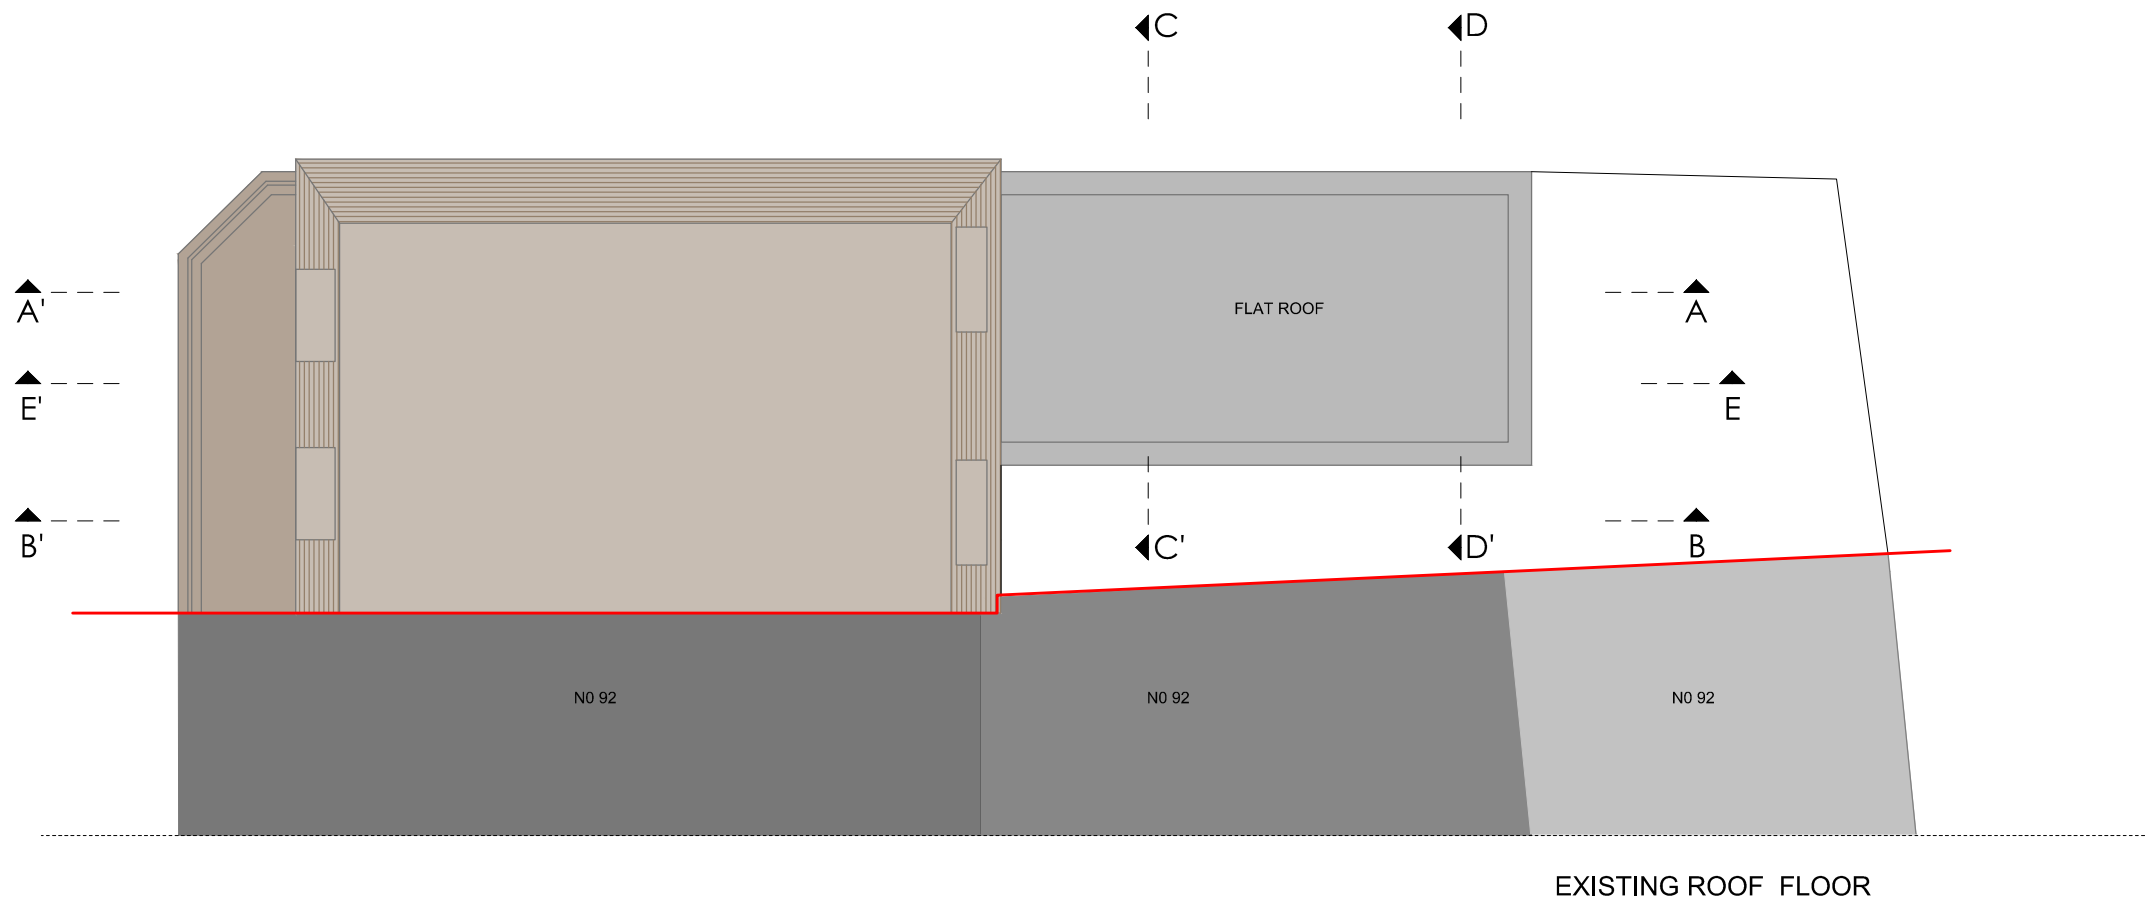 C
D
FLAT ROOF
A'
A
E'
E
B'
C'
D'
B
N0 92
N0 92
N0 92
EXISTING ROOF FLOOR